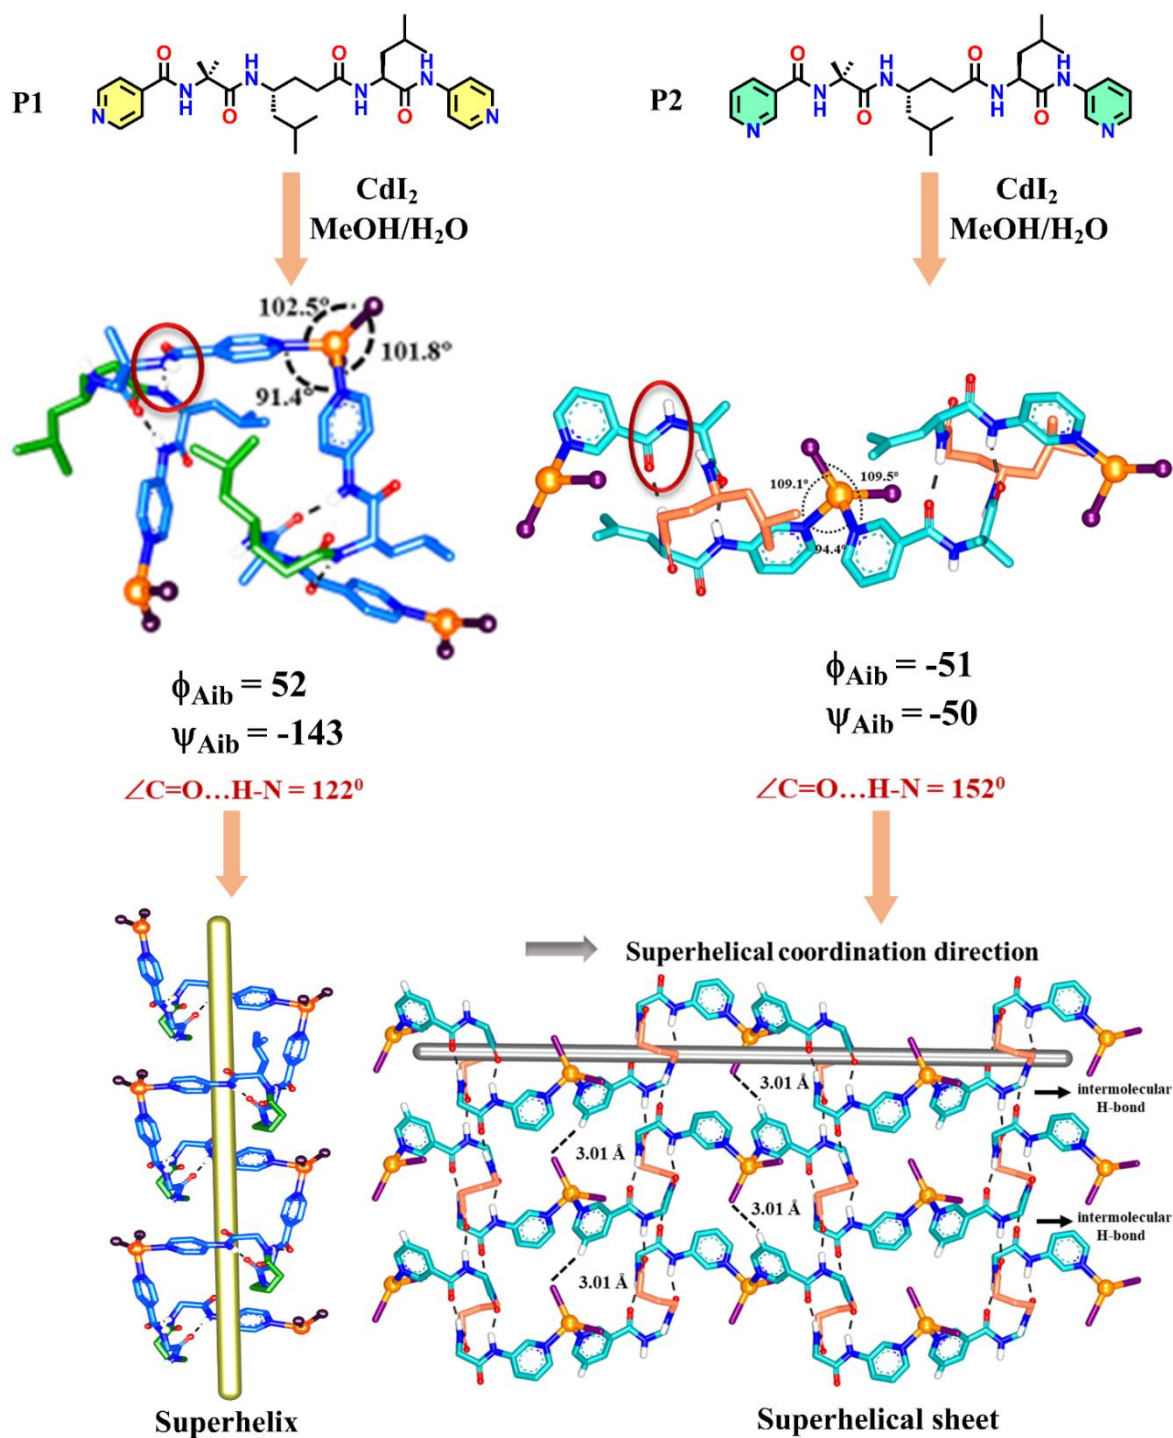 P1
O
H
N
O
H
N
N
N
H
O
N
H
O
N
P2
O
H
N
O
H
N
N
H
O
N
H
O
N
N
CdI₂
MeOH/H₂O
CdI₂
MeOH/H₂O
102.5°
101.8°
91.4°
109.1°
109.5°
94.4°
ϕAib = 52
ψAib = -143
∠C=O...H-N = 122⁰
ϕAib = -51
ψAib = -50
∠C=O...H-N = 152⁰
Superhelical coordination direction
3.01 Å
intermolecular
H-bond
3.01 Å
3.01 Å
intermolecular
H-bond
3.01 Å
Superhelix
Superhelical sheet